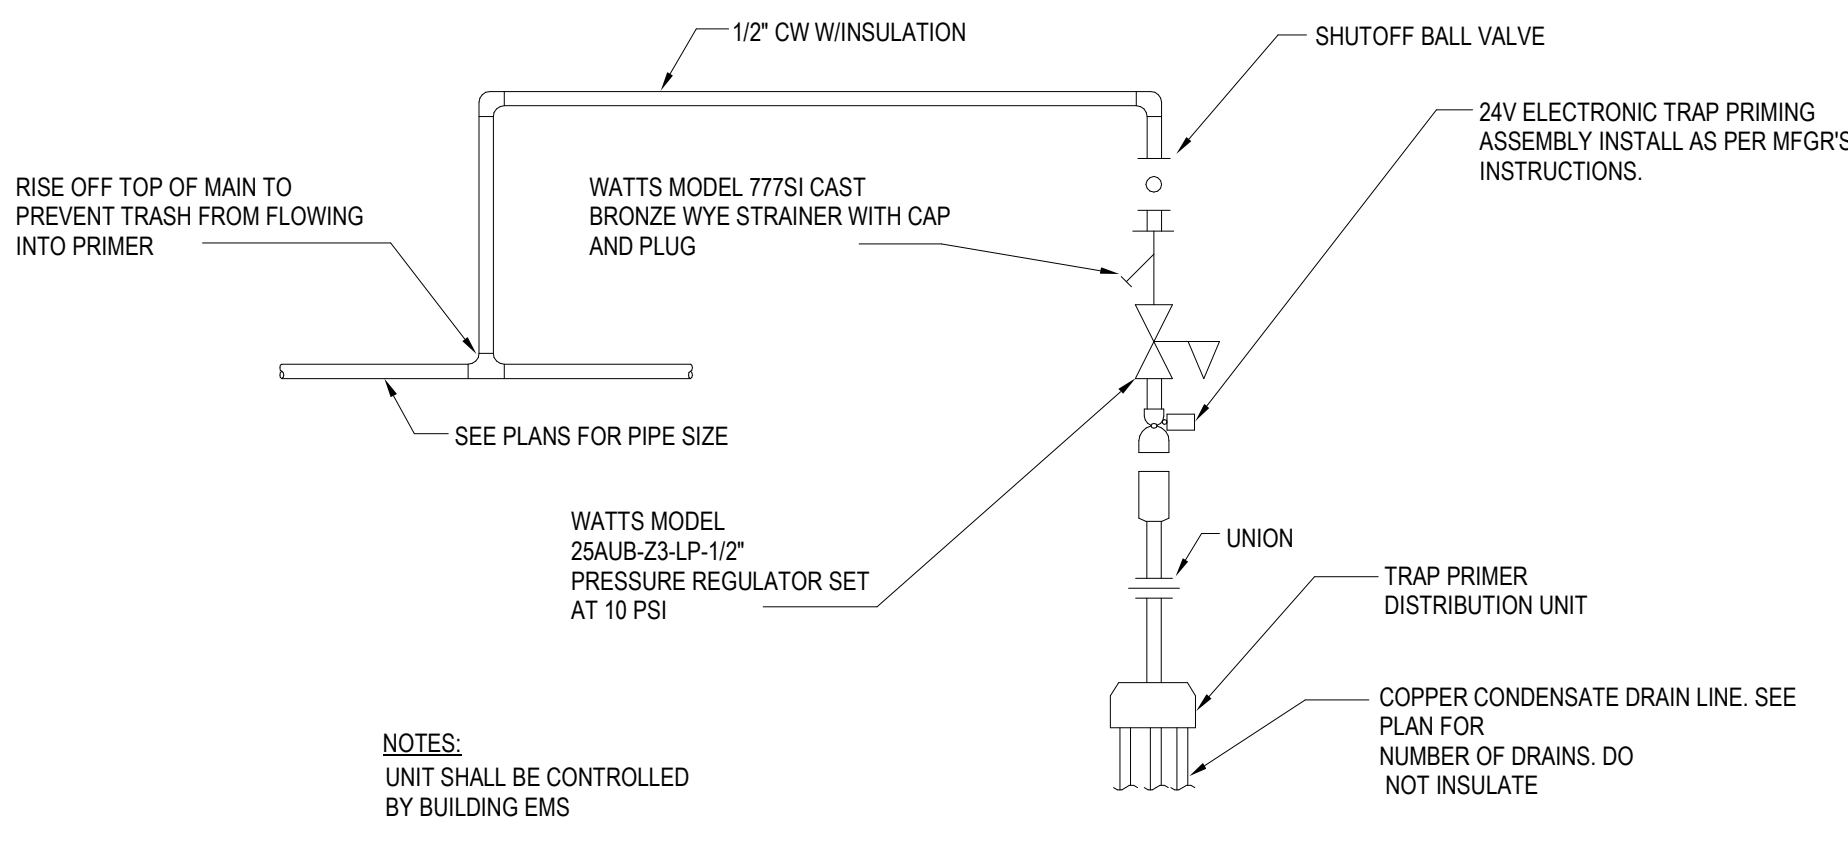 1/2" CW W/INSULATION
SHUTOFF BALL VALVE
24V ELECTRONIC TRAP PRIMING
ASSEMBLY INSTALL AS PER MFGR'S
INSTRUCTIONS.
RISE OFF TOP OF MAIN TO
PREVENT TRASH FROM FLOWING
INTO PRIMER
WATTS MODEL 777SI CAST
BRONZE WYE STRAINER WITH CAP
AND PLUG
SEE PLANS FOR PIPE SIZE
WATTS MODEL
25AUB-Z3-LP-1/2"
PRESSURE REGULATOR SET
AT 10 PSI
UNION
TRAP PRIMER
DISTRIBUTION UNIT
COPPER CONDENSATE DRAIN LINE. SEE
PLAN FOR
NUMBER OF DRAINS. DO
NOT INSULATE
NOTES:
UNIT SHALL BE CONTROLLED
BY BUILDING EMS